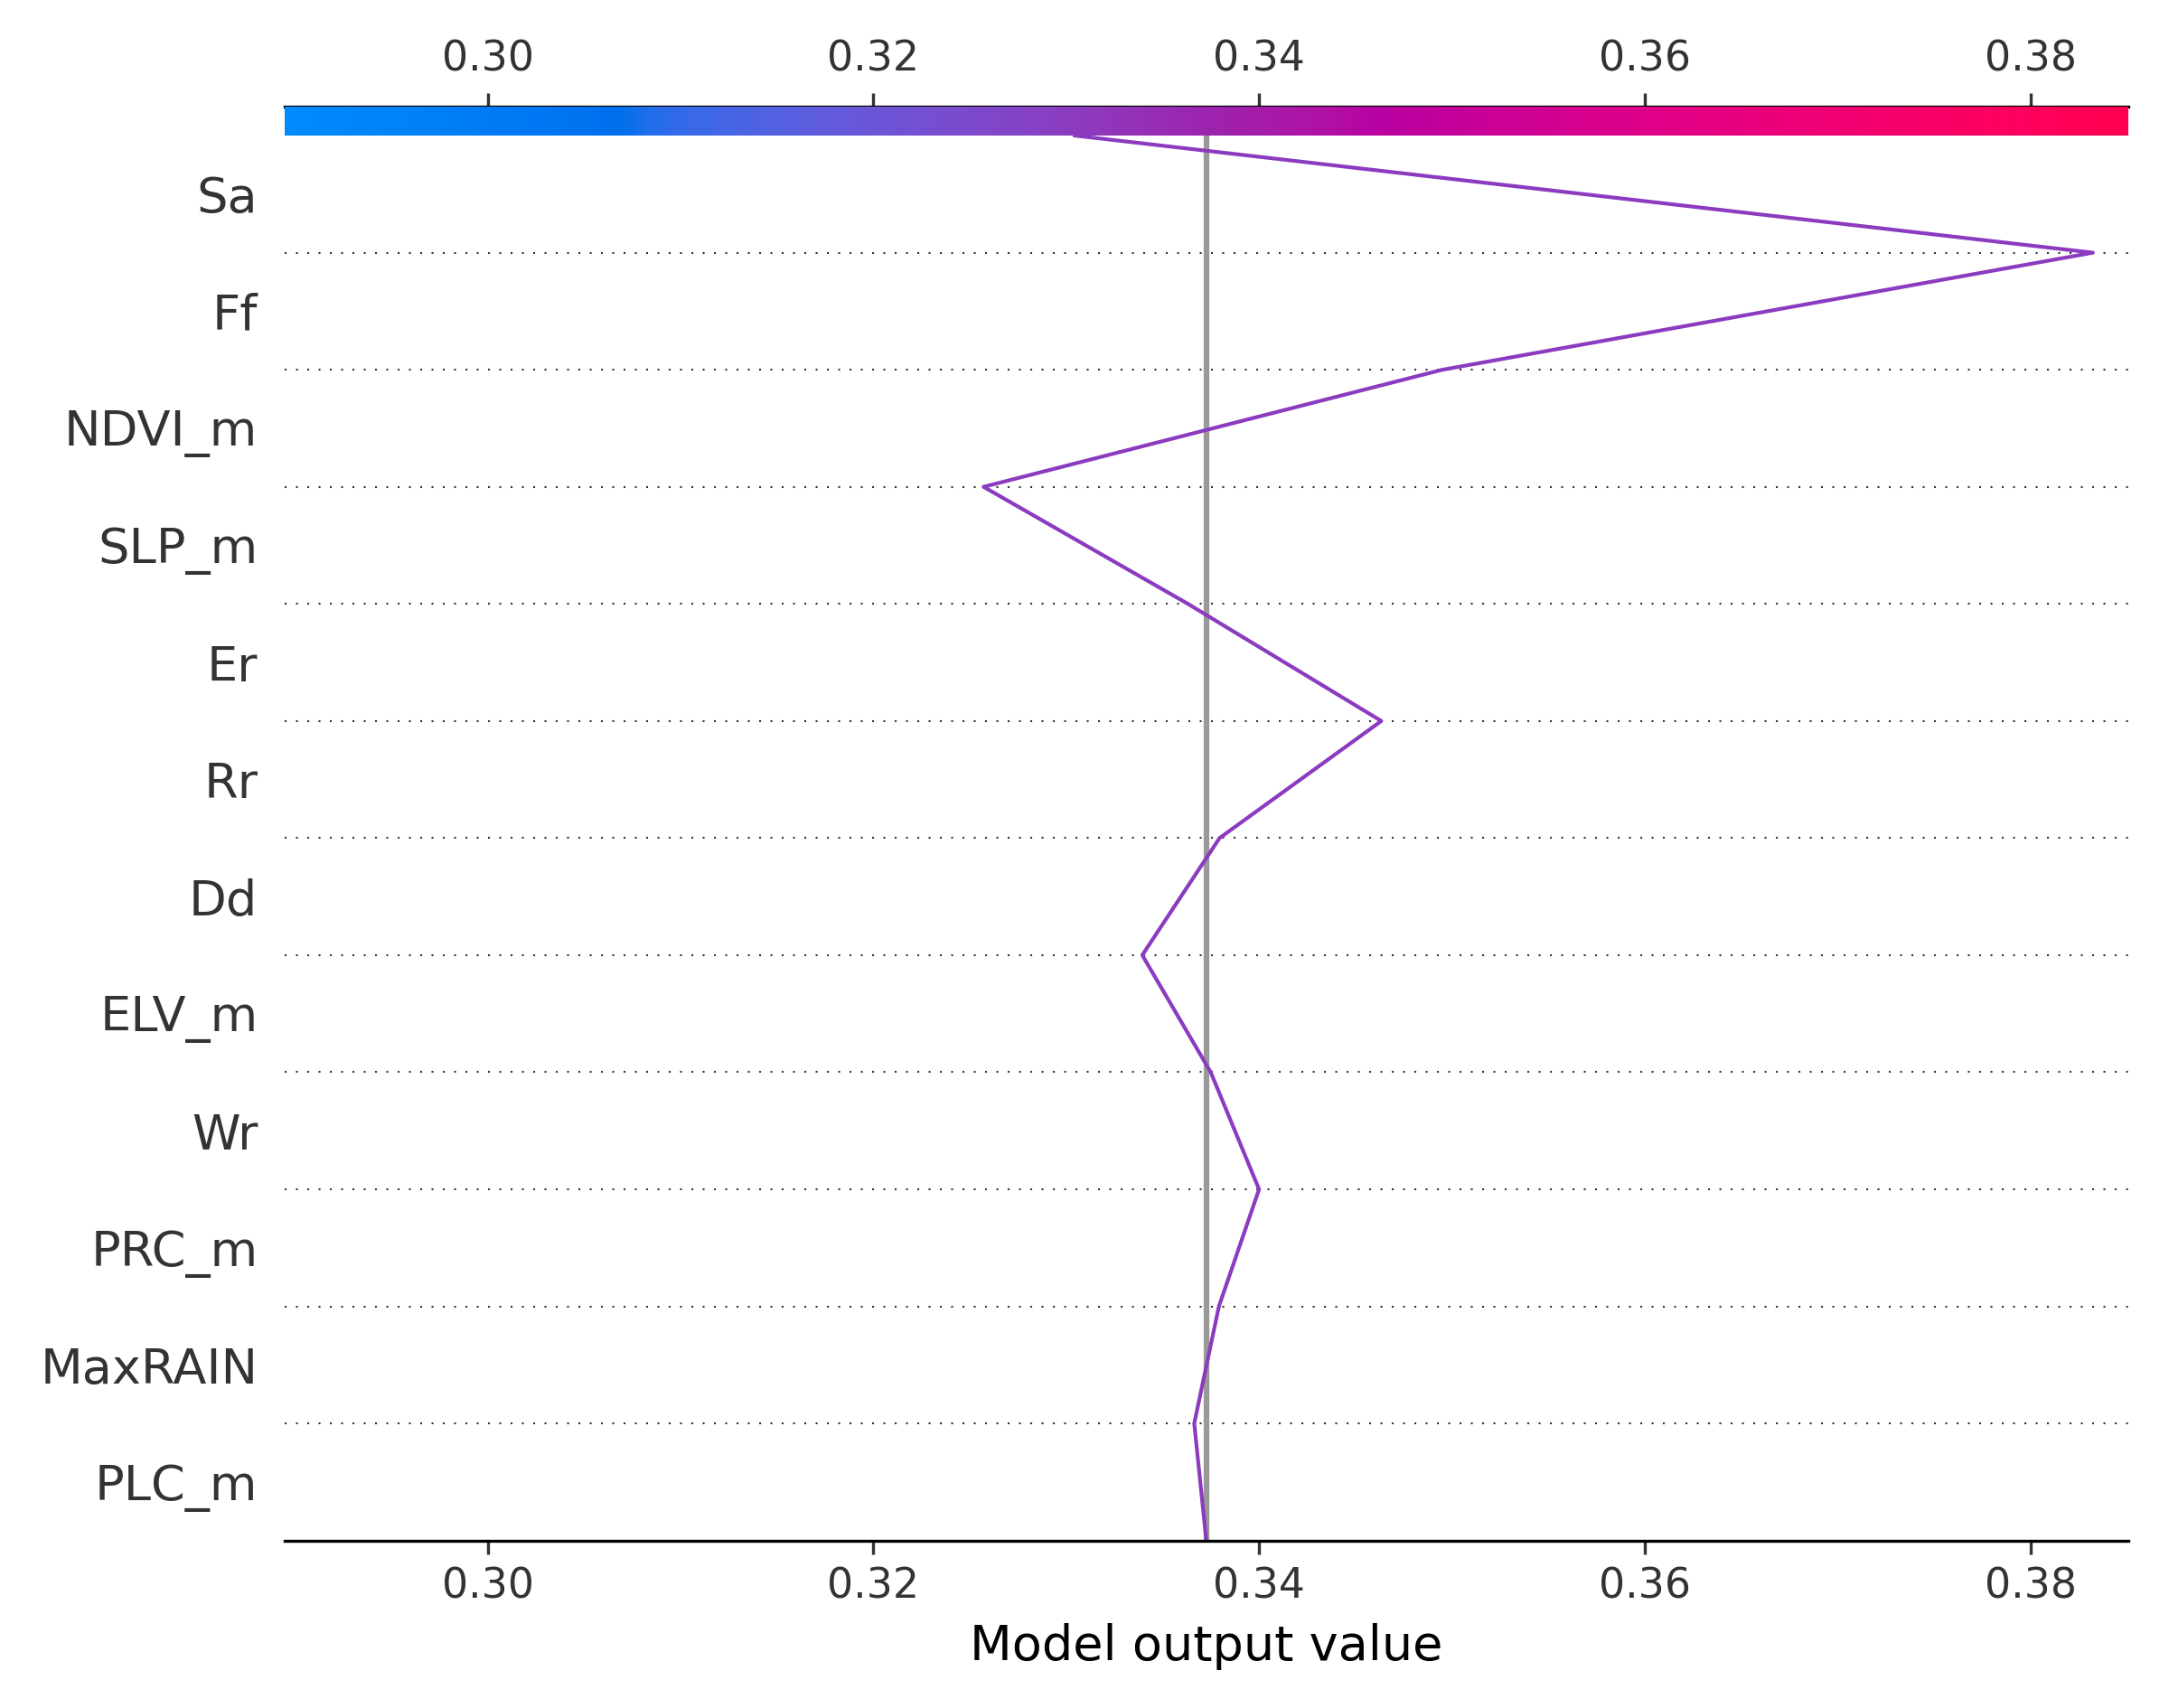 0.30 0.32 0.34 0.36 0.38
Sa
Ff
NDVI_m
SLP_m
Er
Rr
Dd
ELV_m
Wr
PRC_m
MaxRAIN
PLC_m
0.30 0.32 0.34 0.36 0.38
Model output value